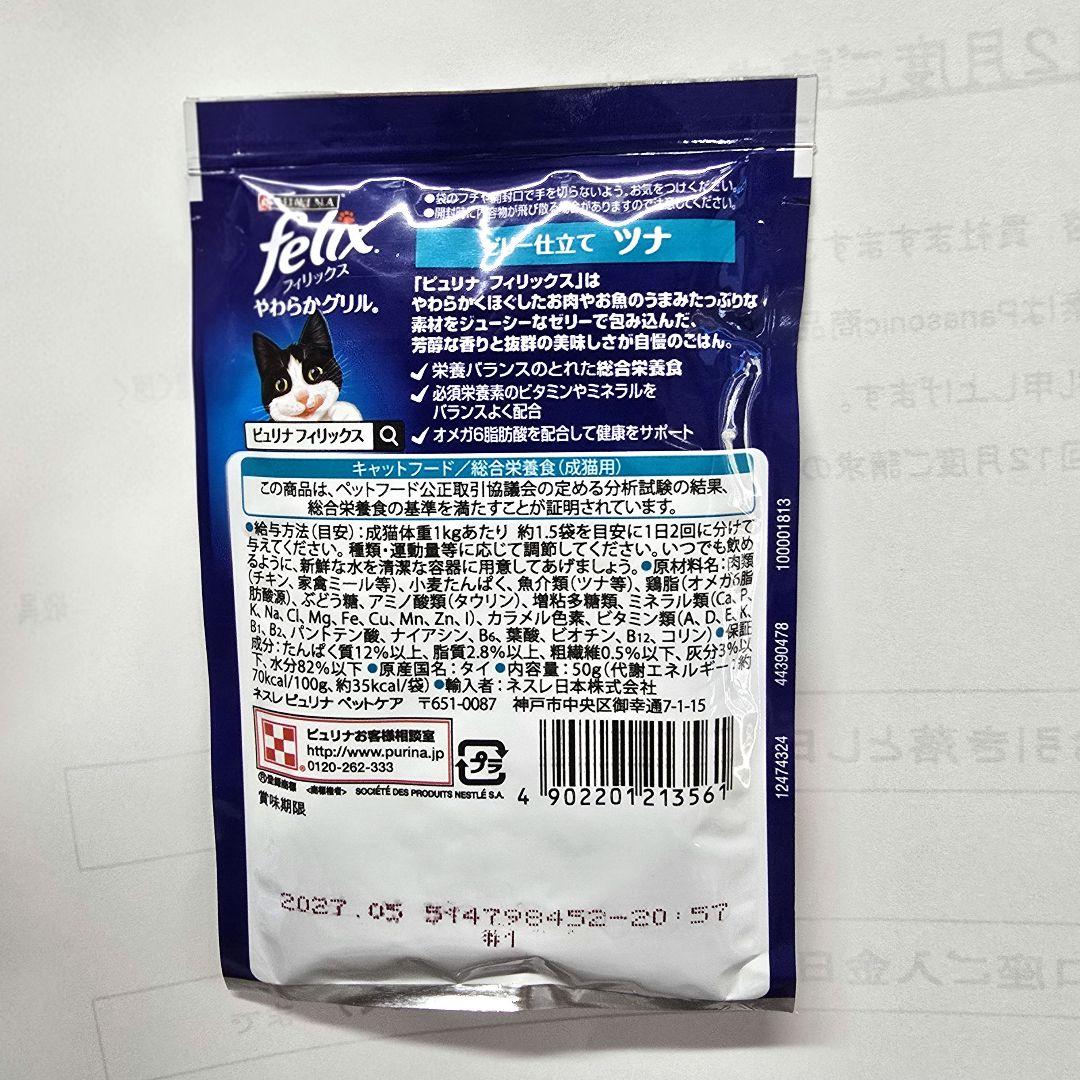 ●袋のフチや開封口で手を切らないよう、お気をつけください。
●開封時に内容物が飛び散る場合がありますので注意してください。
PURINA
felix
フィリックス
やわらかグリル。
ゼリー仕立て ツナ
「ピュリナ フィリックス」は
やわらかくほぐしたお肉やお魚のうまみたっぷりな
素材をジューシーなゼリーで包み込んだ、
芳醇な香りと抜群の美味しさが自慢のごはん。
✓栄養バランスのとれた総合栄養食
✓必須栄養素のビタミンやミネラルを
バランスよく配合
✓オメガ6脂肪酸を配合して健康をサポート
ピュリナ フィリックス
キャットフード/総合栄養食(成猫用)
この商品は、ペットフード公正取引協議会の定める分析試験の結果、
総合栄養食の基準を満たすことが証明されています。
●給与方法(目安):成猫体重1kgあたり 約1.5袋を目安に1日2回に分けて
与えてください。種類・運動量等に応じて調節してください。いつでも飲め
るように、新鮮な水を清潔な容器に用意してあげましょう。●原材料名:肉類
(チキン、家禽ミール等)、小麦たんぱく、魚介類(ツナ等)、鶏脂(オメガ6脂
肪酸源)、ぶどう糖、アミノ酸類(タウリン)、増粘多糖類、ミネラル類(Ca、P、
K、Na、Cl、Mg、Fe、Cu、Mn、Zn、I)、カラメル色素、ビタミン類(A、D、E、K、
B1、B2、パントテン酸、ナイアシン、B6、葉酸、ビオチン、B12、コリン)●保証
成分:たんぱく質12%以上、脂質2.8%以上、粗繊維0.5%以下、灰分3%以
下、水分82%以下●原産国名:タイ●内容量:50g(代謝エネルギー:約
70kcal/100g、約35kcal/袋)●輸入者:ネスレ日本株式会社
ネスレ ピュリナ ペットケア 〒651-0087 神戸市中央区御幸通7-1-15
ピュリナお客様相談室
http://www.purina.jp
0120-262-333
プラ
®登録商標 <商標権者> SOCIÉTÉ DES PRODUITS NESTLÉ S.A.
4 902201 213561
賞味期限
2027.05 514798452-20:57
#1
12474324 44390478 100001813